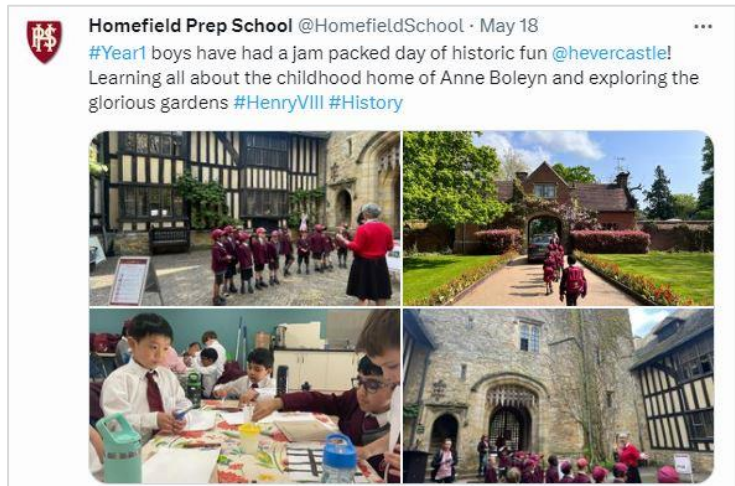 Homefield Prep School @HomefieldSchool · May 18
#Year1 boys have had a jam packed day of historic fun @hevercastle!
Learning all about the childhood home of Anne Boleyn and exploring the
glorious gardens #HenryVIII #History